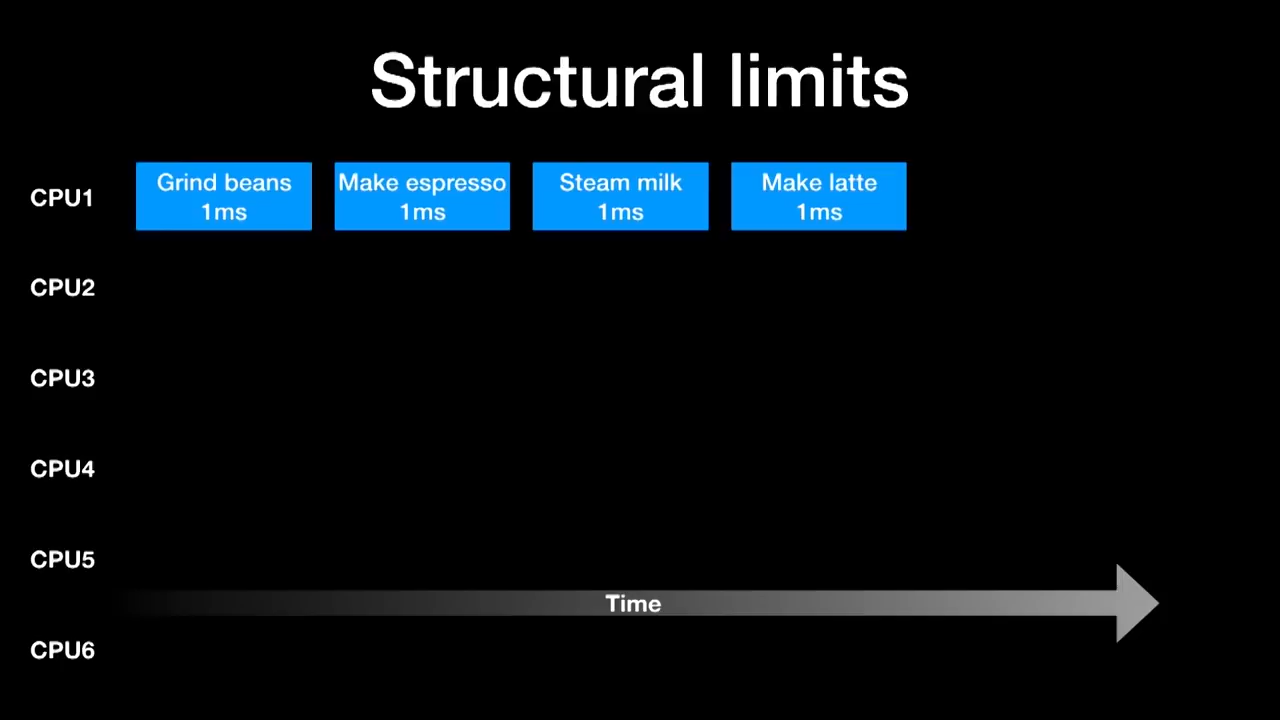 Structural limits
CPU1
Grind beans
1ms
Make espresso
1ms
Steam milk
1ms
Make latte
1ms
CPU2
CPU3
CPU4
CPU5
Time
CPU6